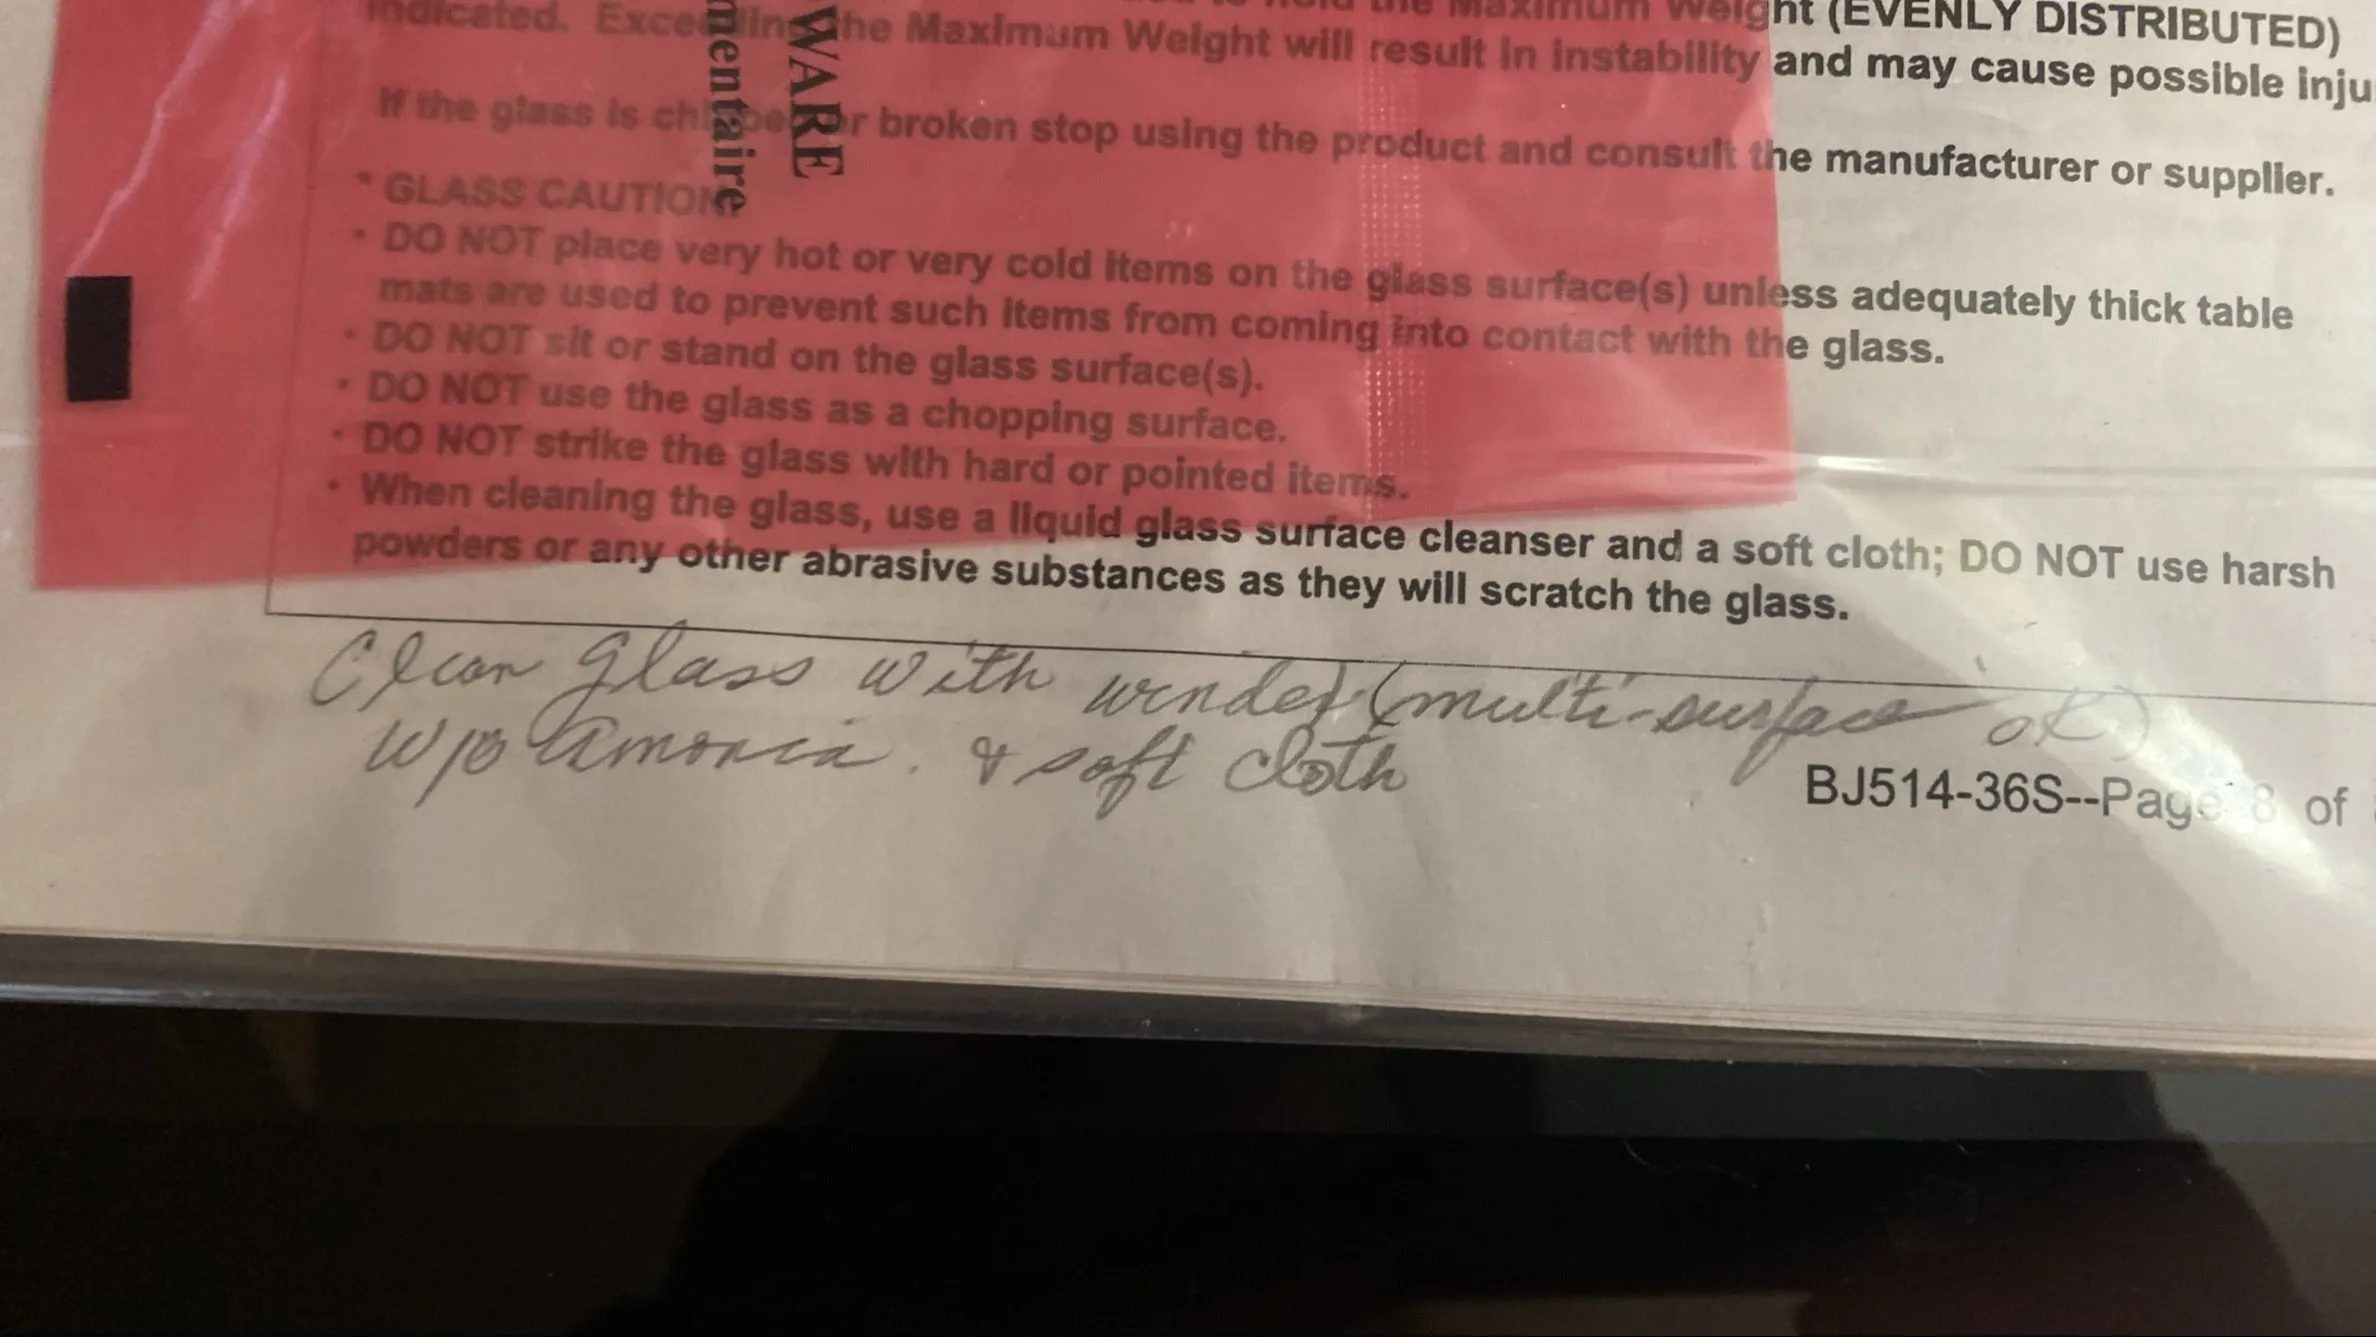 indicated. Exceeding the Maximum Weight will result in instability and may cause possible inju
the Maximum Weight (EVENLY DISTRIBUTED)
If the glass is chipped or broken stop using the product and consult the manufacturer or supplier.
* GLASS CAUTION
• DO NOT place very hot or very cold items on the glass surface(s) unless adequately thick table
mats are used to prevent such items from coming into contact with the glass.
• DO NOT sit or stand on the glass surface(s).
• DO NOT use the glass as a chopping surface.
• DO NOT strike the glass with hard or pointed items.
• When cleaning the glass, use a liquid glass surface cleanser and a soft cloth; DO NOT use harsh
powders or any other abrasive substances as they will scratch the glass.
Clean Glass with windex (multi-surface ok)
w/o amonia. & soft cloth
BJ514-36S--Page 8 of
WARE
mentaire